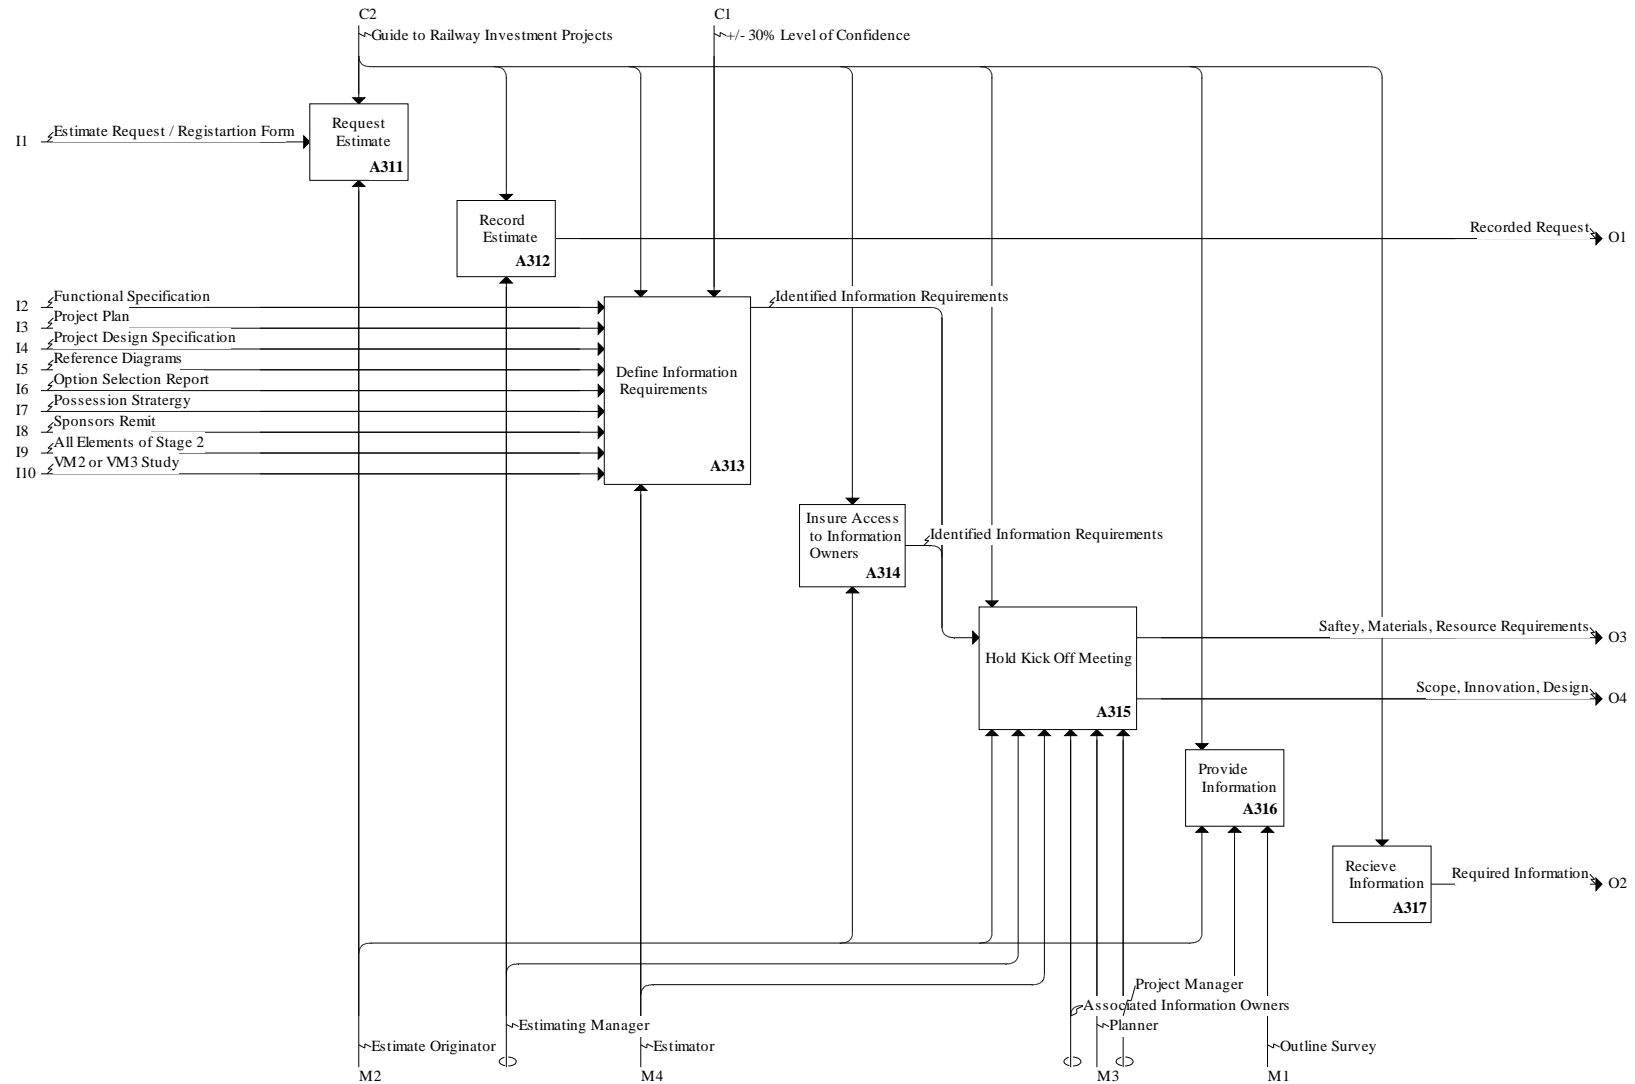 C2
C1
Guide to Railway Investment Projects
+/- 30% Level of Confidence
Request
Estimate
A311
I1
Estimate Request / Registartion Form
Record
Estimate
A312
Recorded Request
O1
I2
Functional Specification
I3
Project Plan
I4
Project Design Specification
I5
Reference Diagrams
I6
Option Selection Report
I7
Possession Stratergy
I8
Sponsors Remit
I9
All Elements of Stage 2
I10
VM2 or VM3 Study
Define Information
Requirements
A313
Identified Information Requirements
Insure Access
to Information
Owners
A314
Identified Information Requirements
Hold Kick Off Meeting
A315
Saftey, Materials, Resource Requirements
O3
Scope, Innovation, Design
O4
Provide
Information
A316
Recieve
Information
A317
Required Information
O2
Project Manager
Associated Information Owners
Estimating Manager
Planner
Estimate Originator
Estimator
Outline Survey
M2
M4
M3
M1